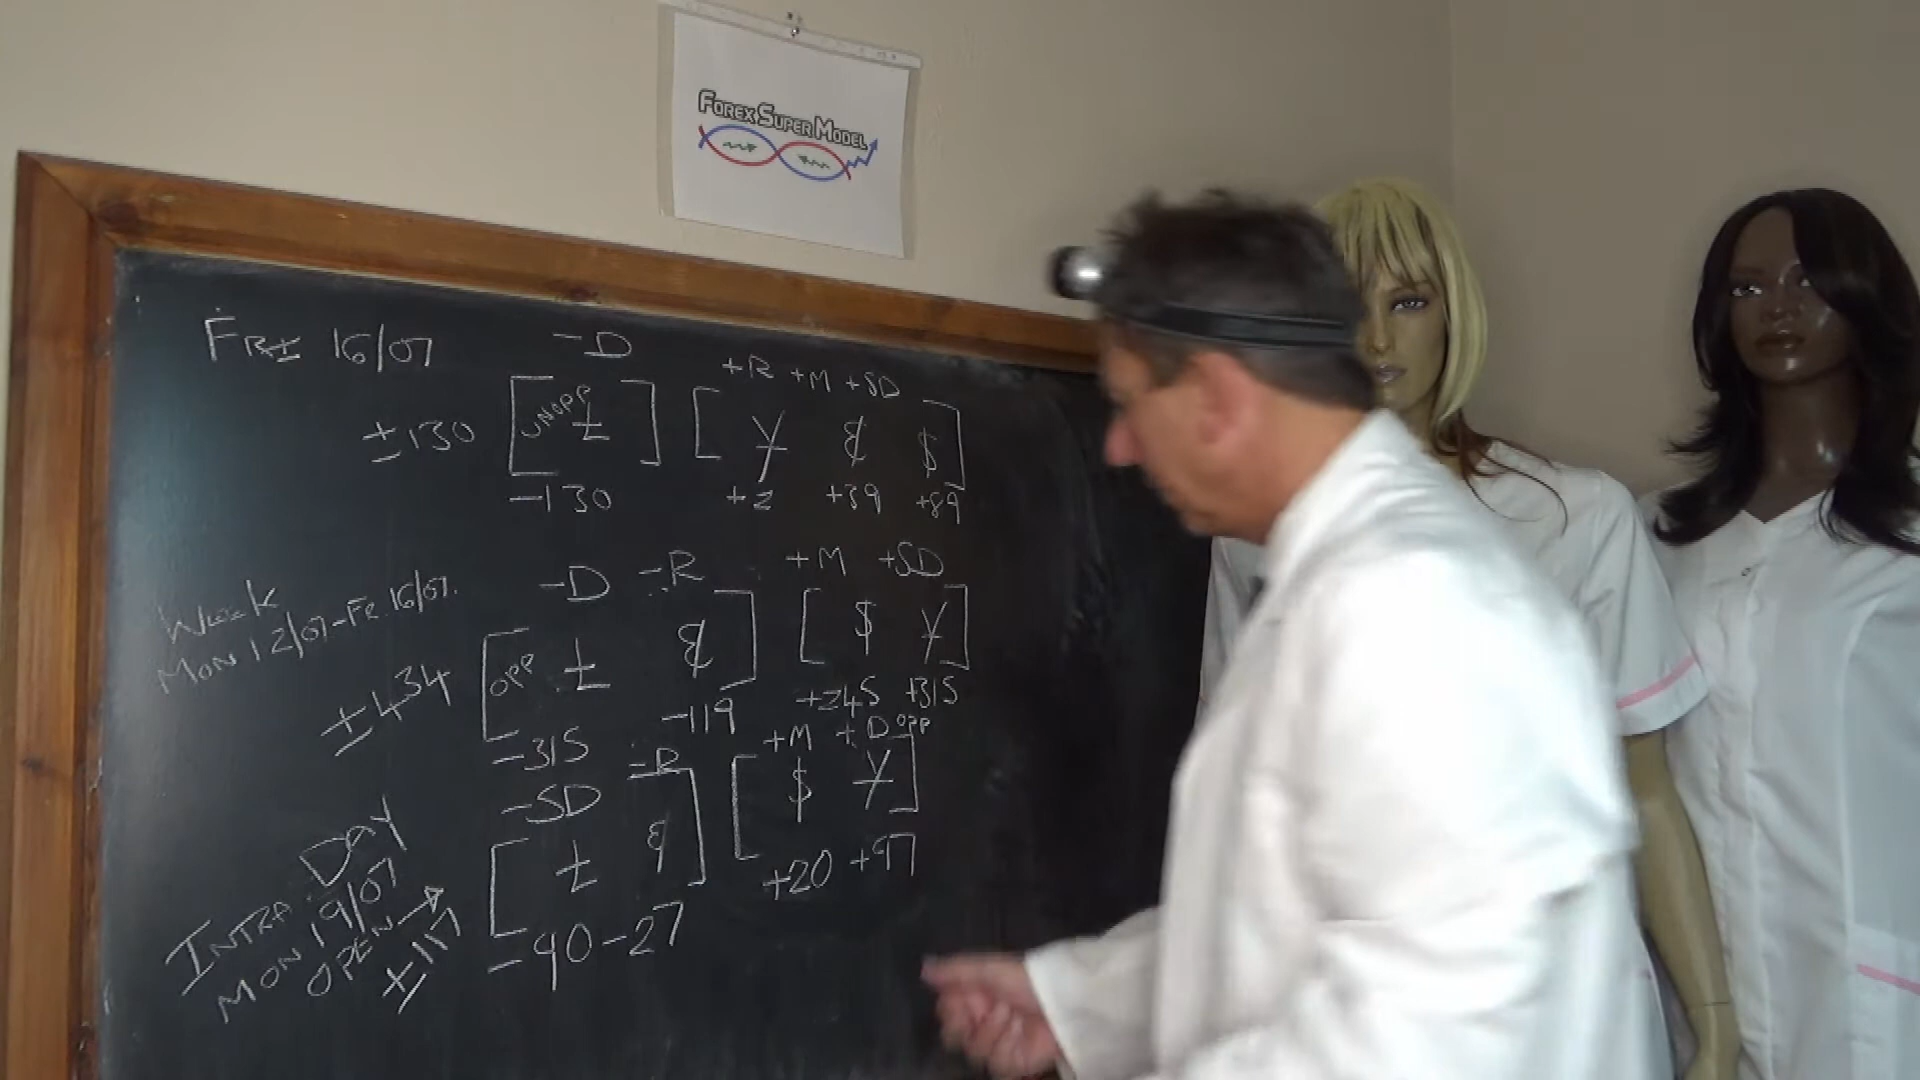 FOREX SUPER MODEL
FRI 16/07
-D
+R +M +SD
±130 [UNOPP £] [¥ € $]
-130 +2 +39 +89
Week
MON 12/07-Fr. 16/07.
-D -R +M +SD
±434 [OPP £ €] [$ ¥]
-315 -119 +245 +315
INTRA DAY
MON 19/07
OPEN →
±117
-SD -R +M +D OPP
[£ €] [$ ¥]
-90 -27 +20 +97